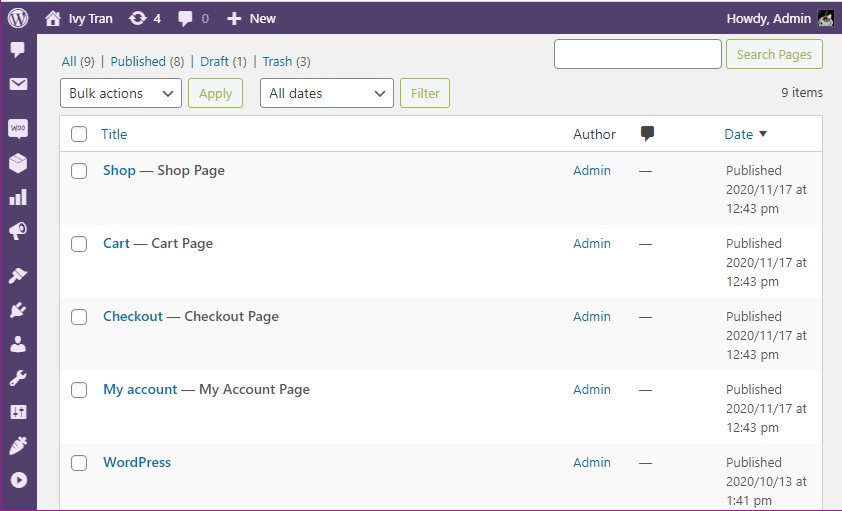 Ivy Tran 4 0 New Howdy, Admin
All (9) | Published (8) | Draft (1) | Trash (3) Search Pages
Bulk actions Apply All dates Filter 9 items
Title Author Date
Shop — Shop Page Admin — Published
2020/11/17 at
12:43 pm
Cart — Cart Page Admin — Published
2020/11/17 at
12:43 pm
Checkout — Checkout Page Admin — Published
2020/11/17 at
12:43 pm
My account — My Account Page Admin — Published
2020/11/17 at
12:43 pm
WordPress Admin — Published
2020/10/13 at
1:41 pm
WOO